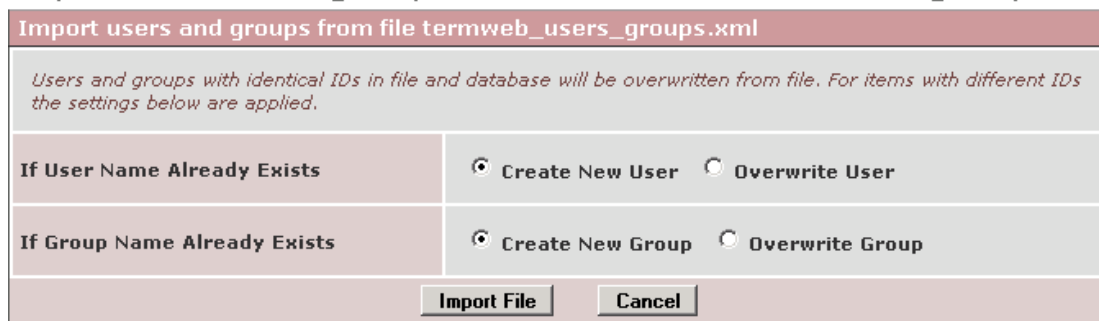 Import users and groups from file termweb_users_groups.xml
Users and groups with identical IDs in file and database will be overwritten from file. For items with different IDs
the settings below are applied.
If User Name Already Exists Create New User Overwrite User
If Group Name Already Exists Create New Group Overwrite Group
Import File Cancel